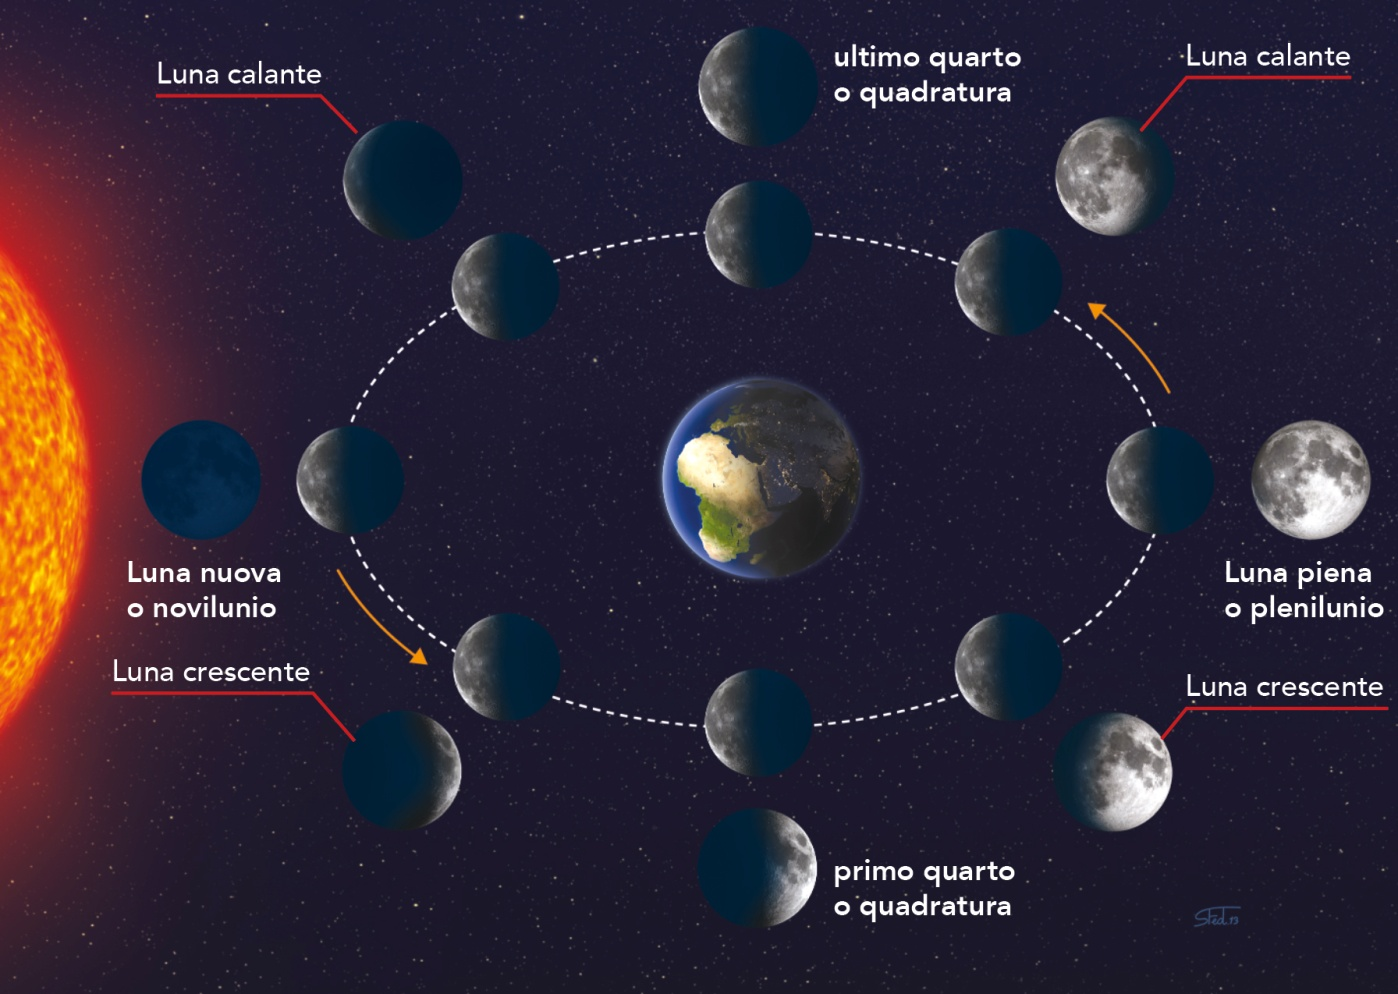 Luna calante
ultimo quarto
o quadratura
Luna calante
Luna nuova
o novilunio
Luna piena
o plenilunio
Luna crescente
Luna crescente
primo quarto
o quadratura